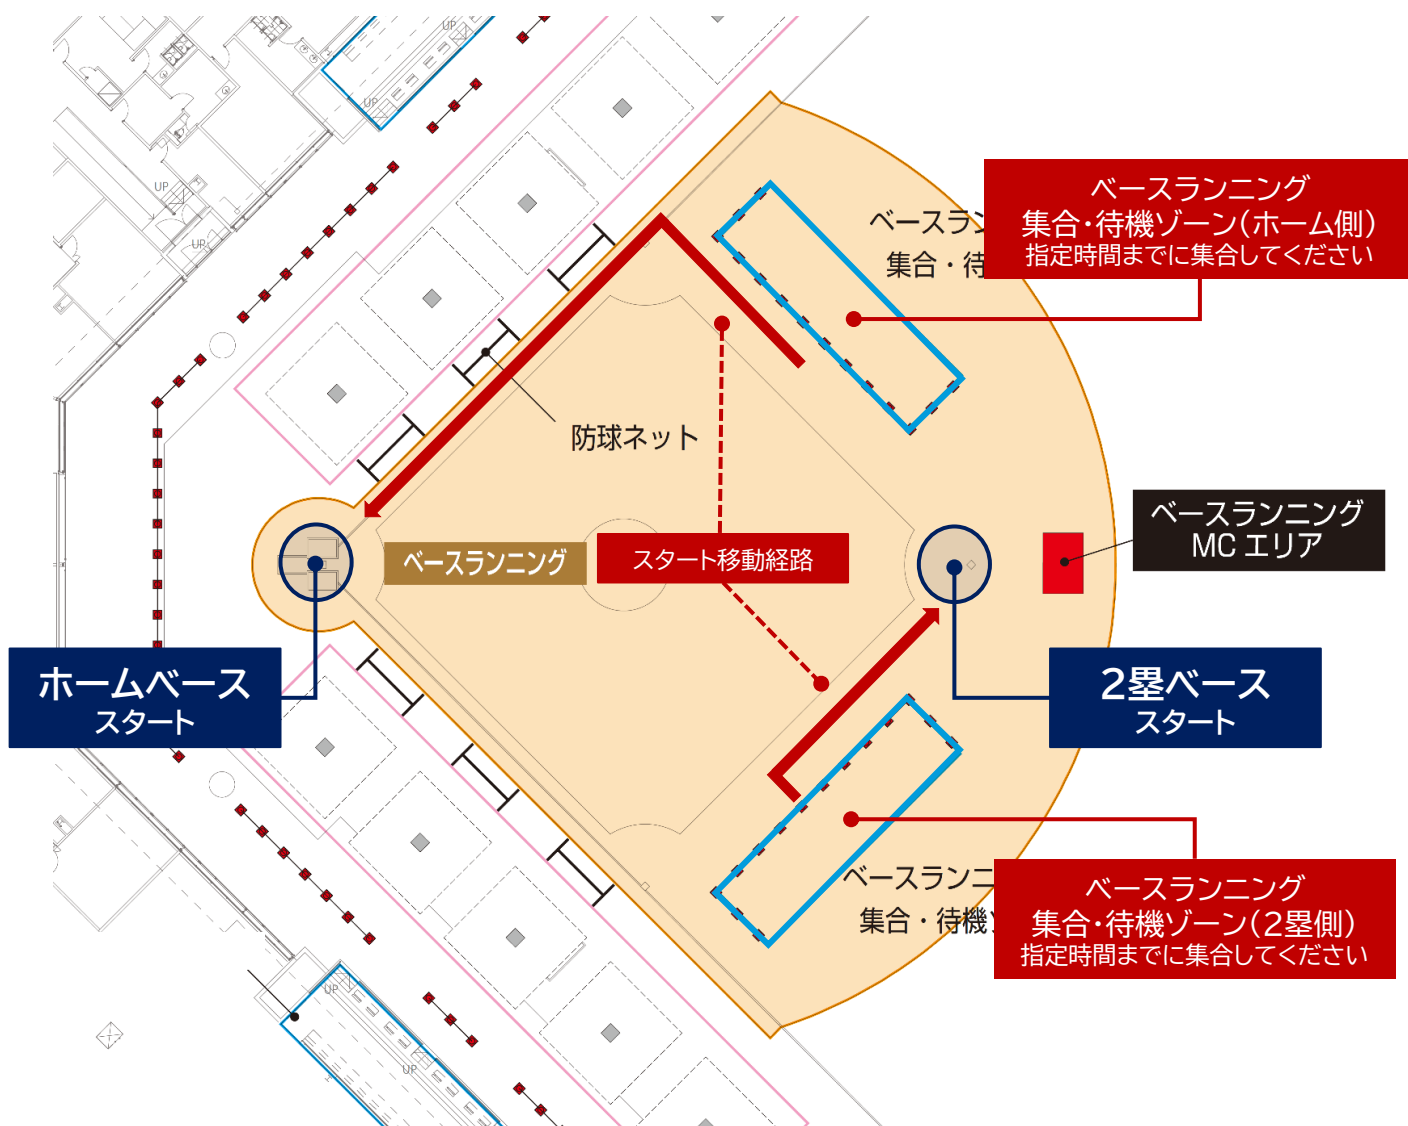 UP
UP
UP
UP
ベースラン
集合・待
ベースランニング
集合・待機ゾーン(ホーム側)
指定時間までに集合してください
防球ネット
ベースランニング
MCエリア
ベースランニング
スタート移動経路
ホームベース
スタート
2塁ベース
スタート
ベースランニ
集合・待機ゾ
ベースランニング
集合・待機ゾーン(2塁側)
指定時間までに集合してください
UP
UP